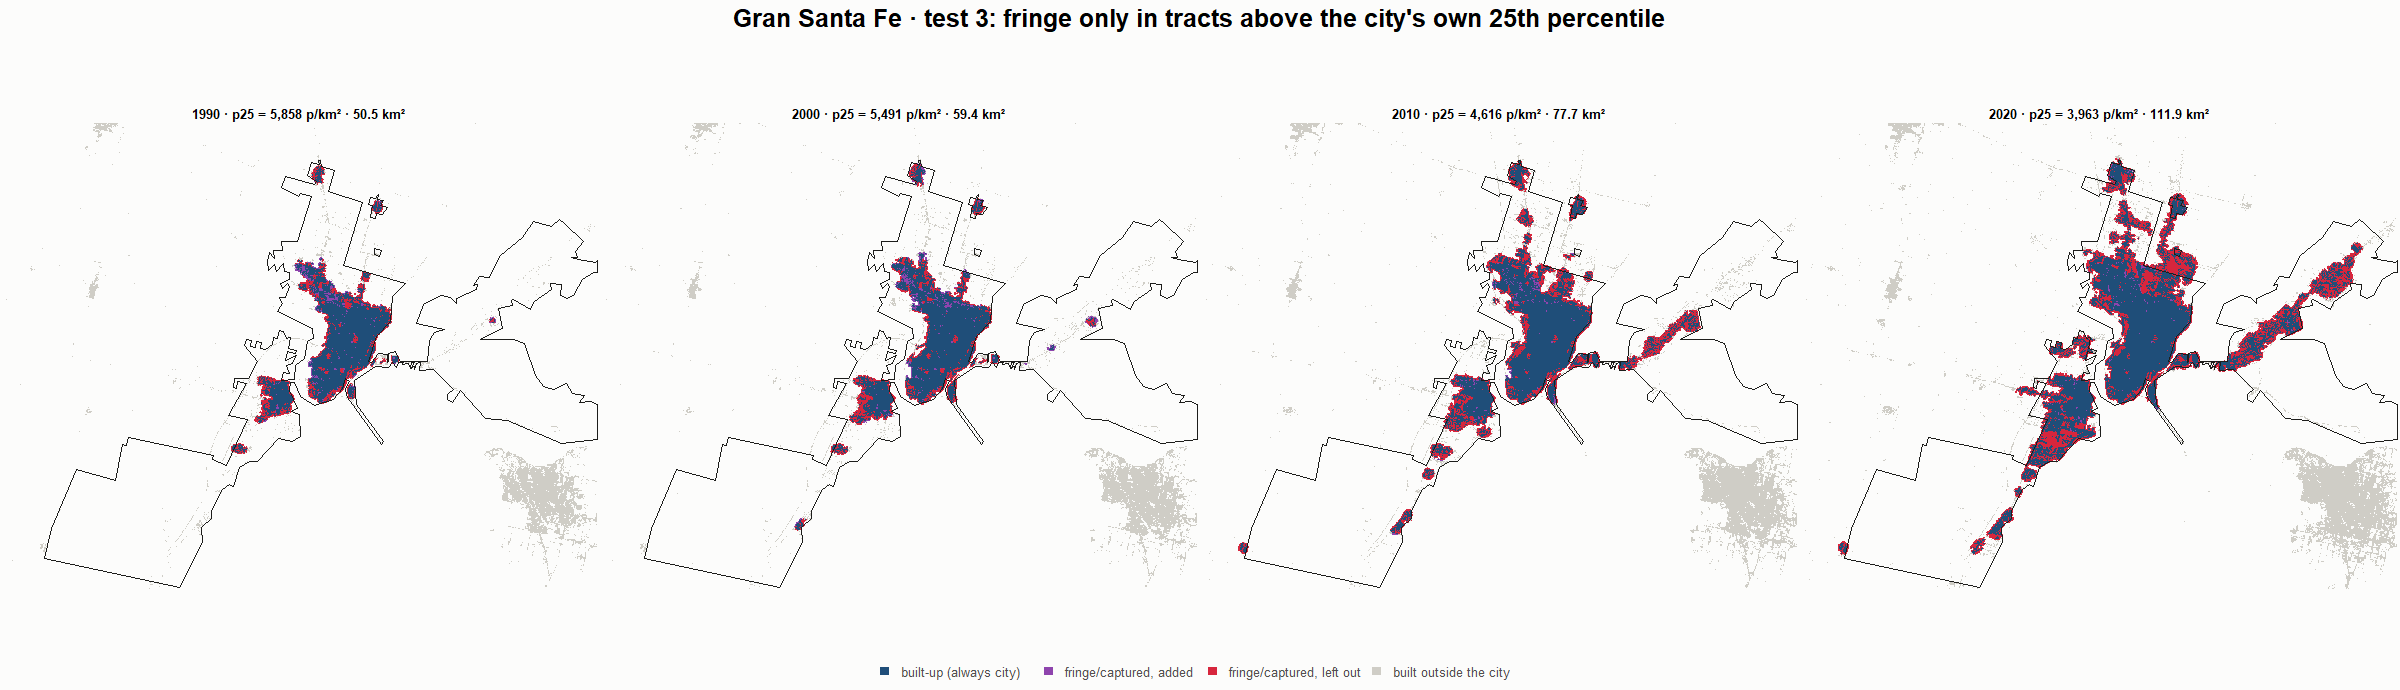 Gran Santa Fe · test 3: fringe only in tracts above the city's own 25th percentile
1990 · p25 = 5,858 p/km² · 50.5 km²
2000 · p25 = 5,491 p/km² · 59.4 km²
2010 · p25 = 4,616 p/km² · 77.7 km²
2020 · p25 = 3,963 p/km² · 111.9 km²
built-up (always city)
fringe/captured, added
fringe/captured, left out
built outside the city